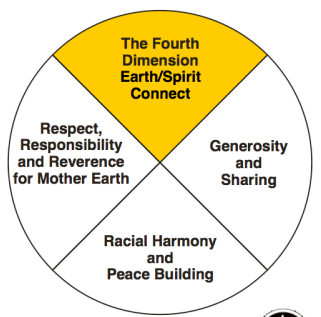 The Fourth
Dimension
Earth/Spirit
Connect
Respect,
Responsibility
and Reverence
for Mother Earth
Generosity
and
Sharing
Racial Harmony
and
Peace Building